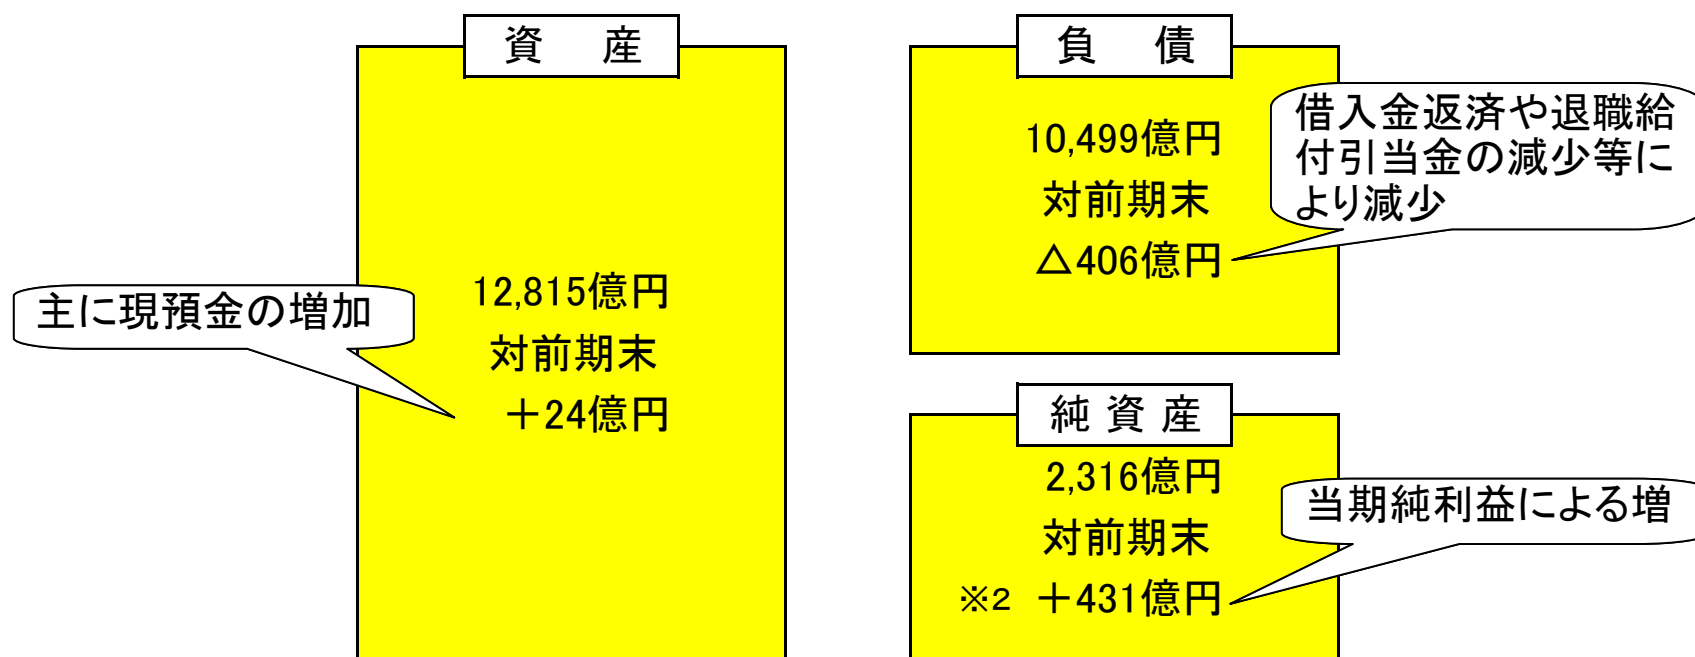 資　産
12,815億円
対前期末
＋24億円
主に現預金の増加
負　債
10,499億円
対前期末
△406億円
借入金返済や退職給
付引当金の減少等に
より減少
純 資 産
2,316億円
対前期末
※2 ＋431億円
当期純利益による増